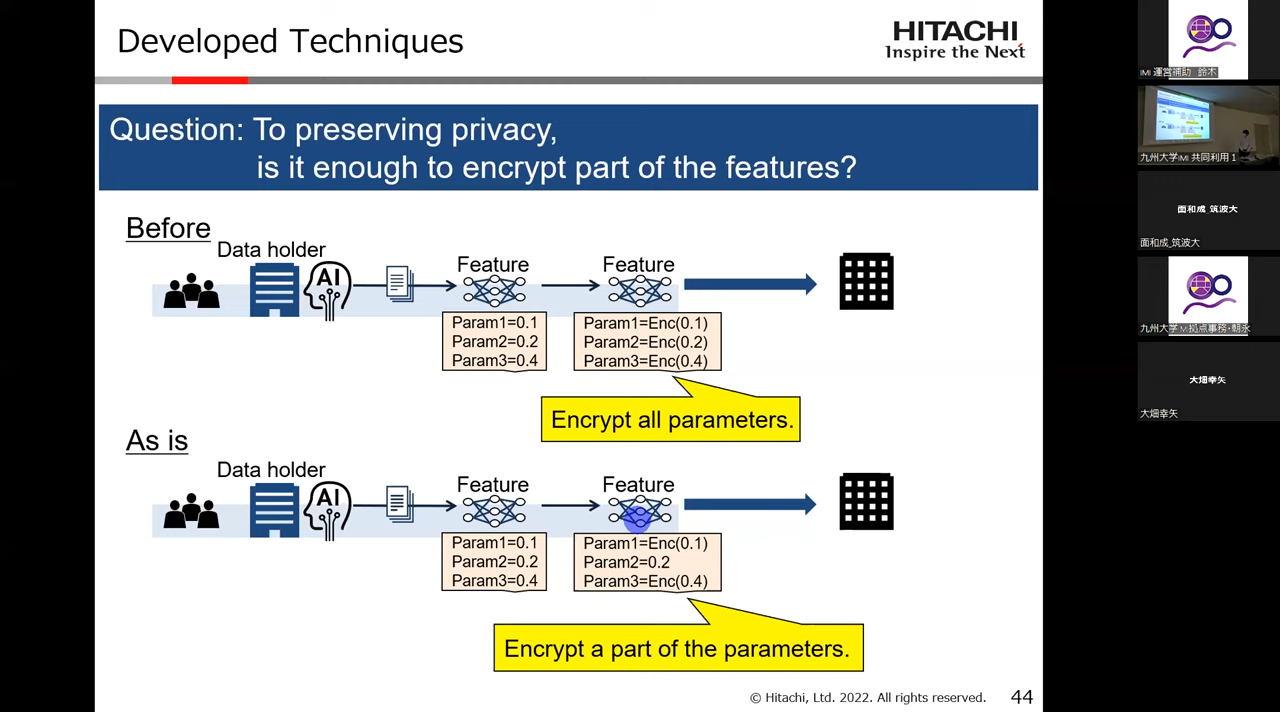 Developed Techniques
HITACHI
Inspire the Next
Question: To preserving privacy,
is it enough to encrypt part of the features?
Before
Data holder
AI
Feature
Feature
Param1=0.1
Param2=0.2
Param3=0.4
Param1=Enc(0.1)
Param2=Enc(0.2)
Param3=Enc(0.4)
Encrypt all parameters.
As is
Data holder
AI
Feature
Feature
Param1=0.1
Param2=0.2
Param3=0.4
Param1=Enc(0.1)
Param2=0.2
Param3=Enc(0.4)
Encrypt a part of the parameters.
© Hitachi, Ltd. 2022. All rights reserved.
44
IMI 運営補助 鈴木
九州大学IMI 共同利用1
面和成_筑波大
面和成_筑波大
九州大学IMI拠点事務・朝永
大畑幸矢
大畑幸矢